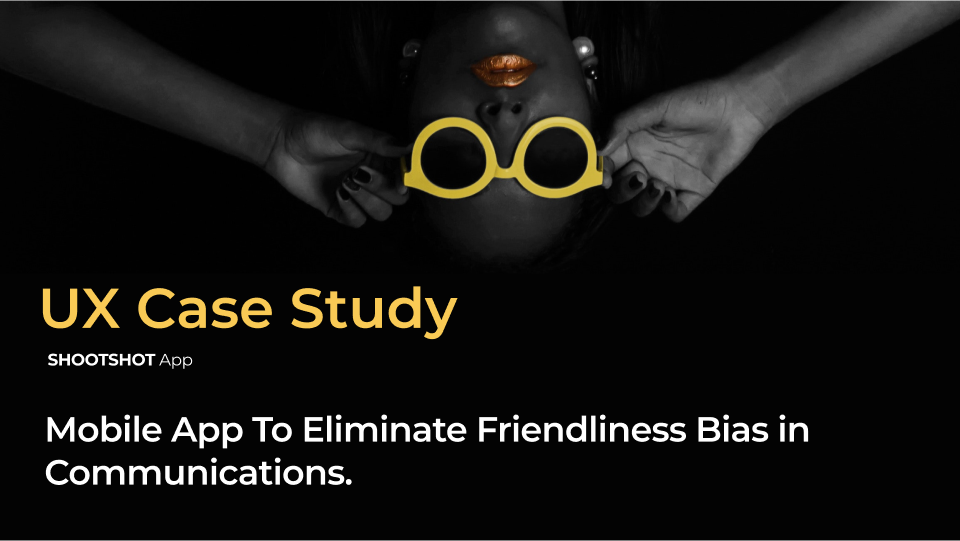 UX Case Study
SHOOTSHOT App
Mobile App To Eliminate Friendliness Bias in
Communications.